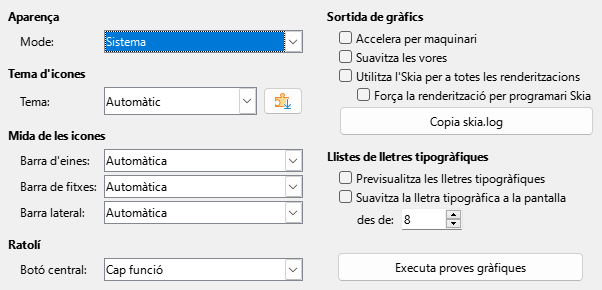 Aparença
Mode: Sistema
Tema d'icones
Tema: Automàtic
Mida de les icones
Barra d'eines: Automàtica
Barra de fitxes: Automàtica
Barra lateral: Automàtica
Ratolí
Botó central: Cap funció
Sortida de gràfics
Accelera per maquinari
Suavitza les vores
Utilitza l'Skia per a totes les renderitzacions
Força la renderització per programari Skia
Copia skia.log
Llistes de lletres tipogràfiques
Previsualitza les lletres tipogràfiques
Suavitza la lletra tipogràfica a la pantalla
des de: 8
Executa proves gràfiques